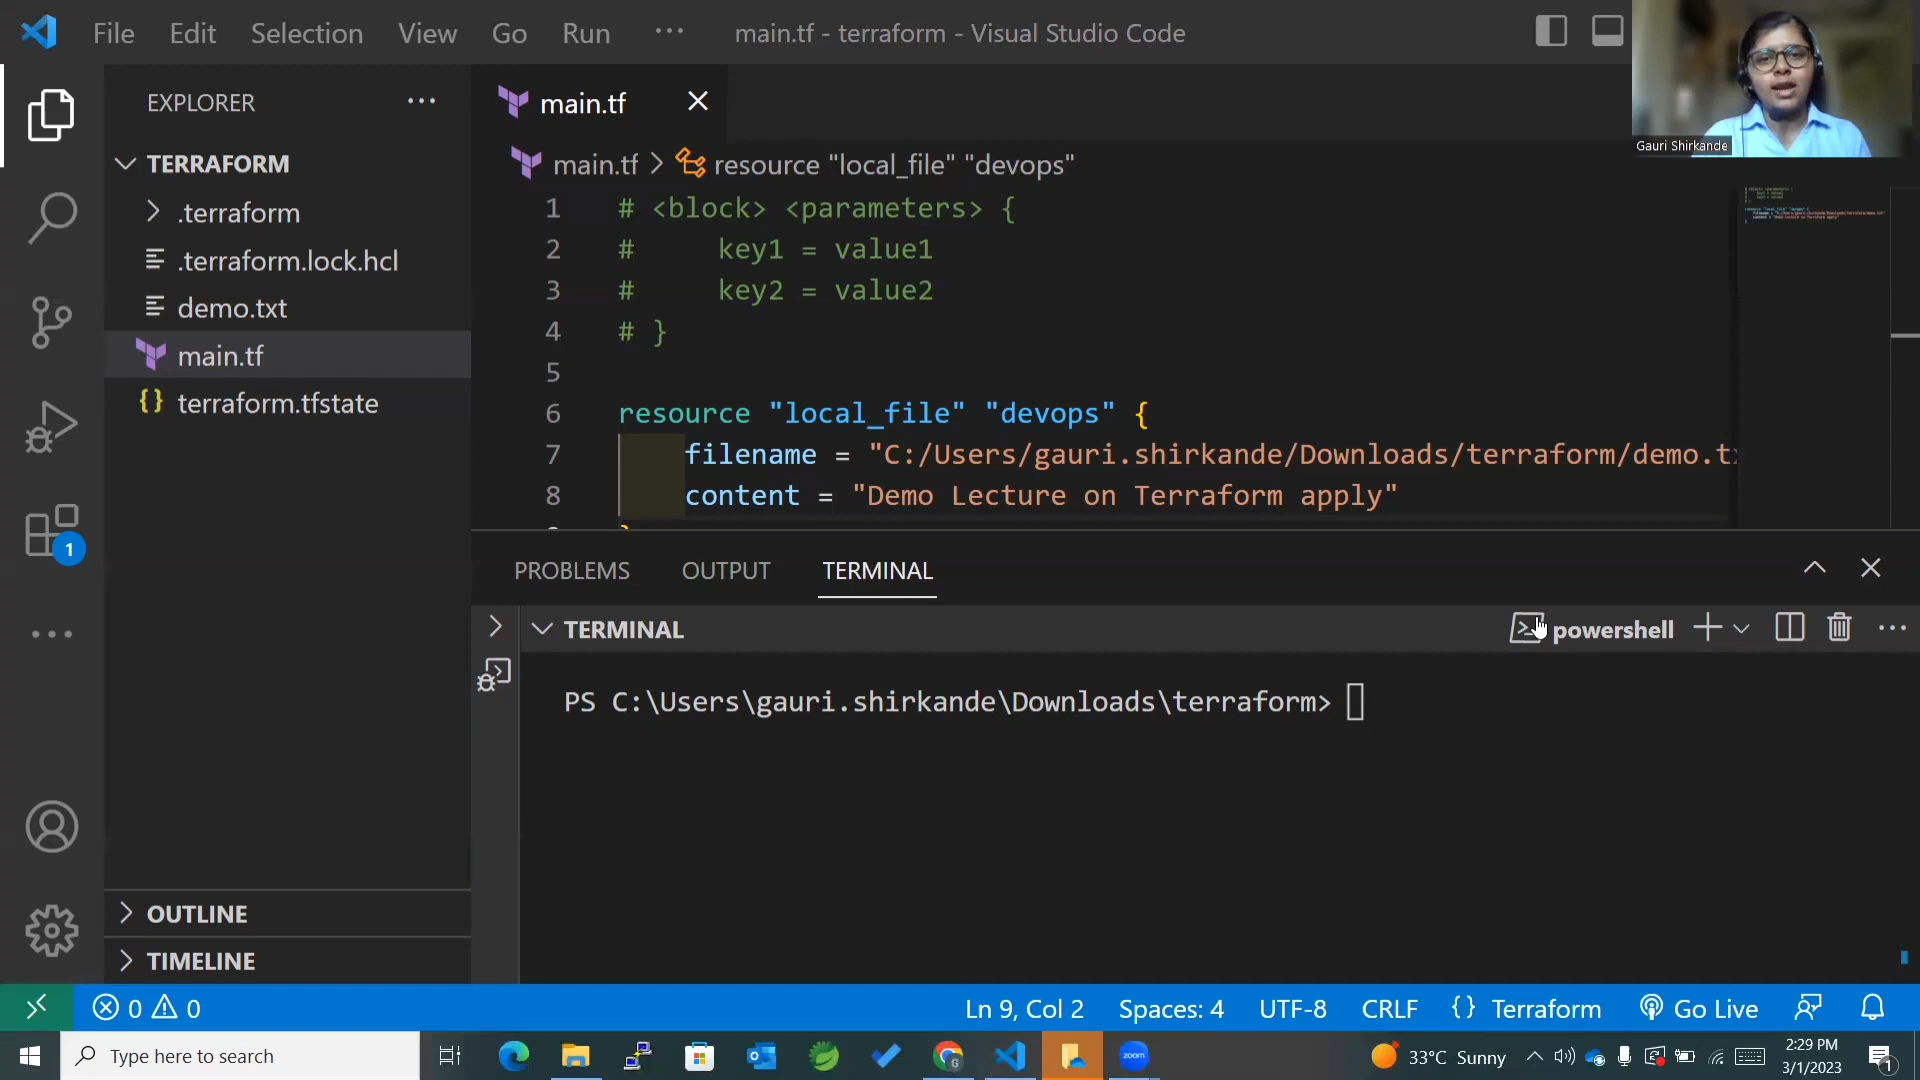 File Edit Selection View Go Run ··· main.tf - terraform - Visual Studio Code
Gauri Shirkande
EXPLORER ···
TERRAFORM
.terraform
.terraform.lock.hcl
demo.txt
main.tf
{} terraform.tfstate
OUTLINE
TIMELINE
1
main.tf
main.tf > resource "local_file" "devops"
1 # <block> <parameters> {
2 #     key1 = value1
3 #     key2 = value2
4 # }
5
6 resource "local_file" "devops" {
7     filename = "C:/Users/gauri.shirkande/Downloads/terraform/demo.t
8     content = "Demo Lecture on Terraform apply"
PROBLEMS OUTPUT TERMINAL
TERMINAL
powershell
PS C:\Users\gauri.shirkande\Downloads\terraform>
0 0 Ln 9, Col 2 Spaces: 4 UTF-8 CRLF {} Terraform Go Live
Type here to search
zoom
33°C Sunny
2:29 PM
3/1/2023
1